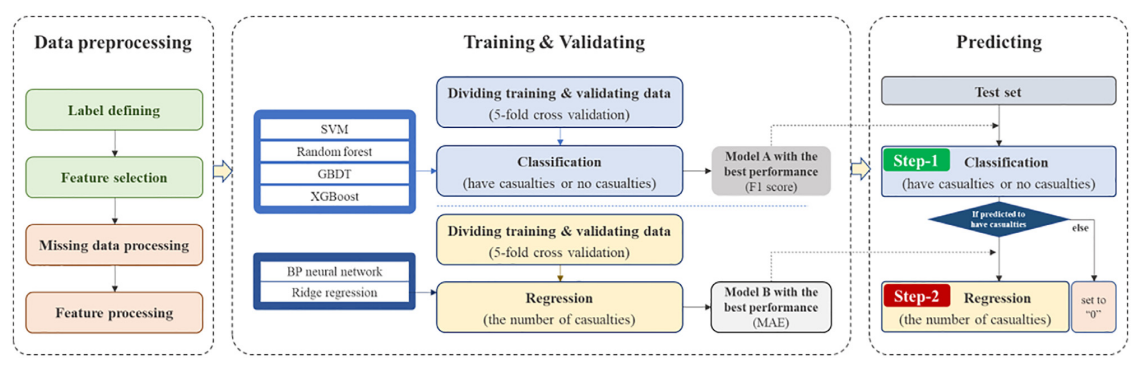 Data preprocessing
Label defining
Feature selection
Missing data processing
Feature processing
Training & Validating
SVM
Random forest
GBDT
XGBoost
Dividing training & validating data
(5-fold cross validation)
Classification
(have casualties or no casualties)
Model A with the
best performance
(F1 score)
BP neural network
Ridge regression
Dividing training & validating data
(5-fold cross validation)
Regression
(the number of casualties)
Model B with the
best performance
(MAE)
Predicting
Test set
Step-1
Classification
(have casualties or no casualties)
If predicted to
have casualties
else
Step-2
Regression
(the number of casualties)
set to
“0”